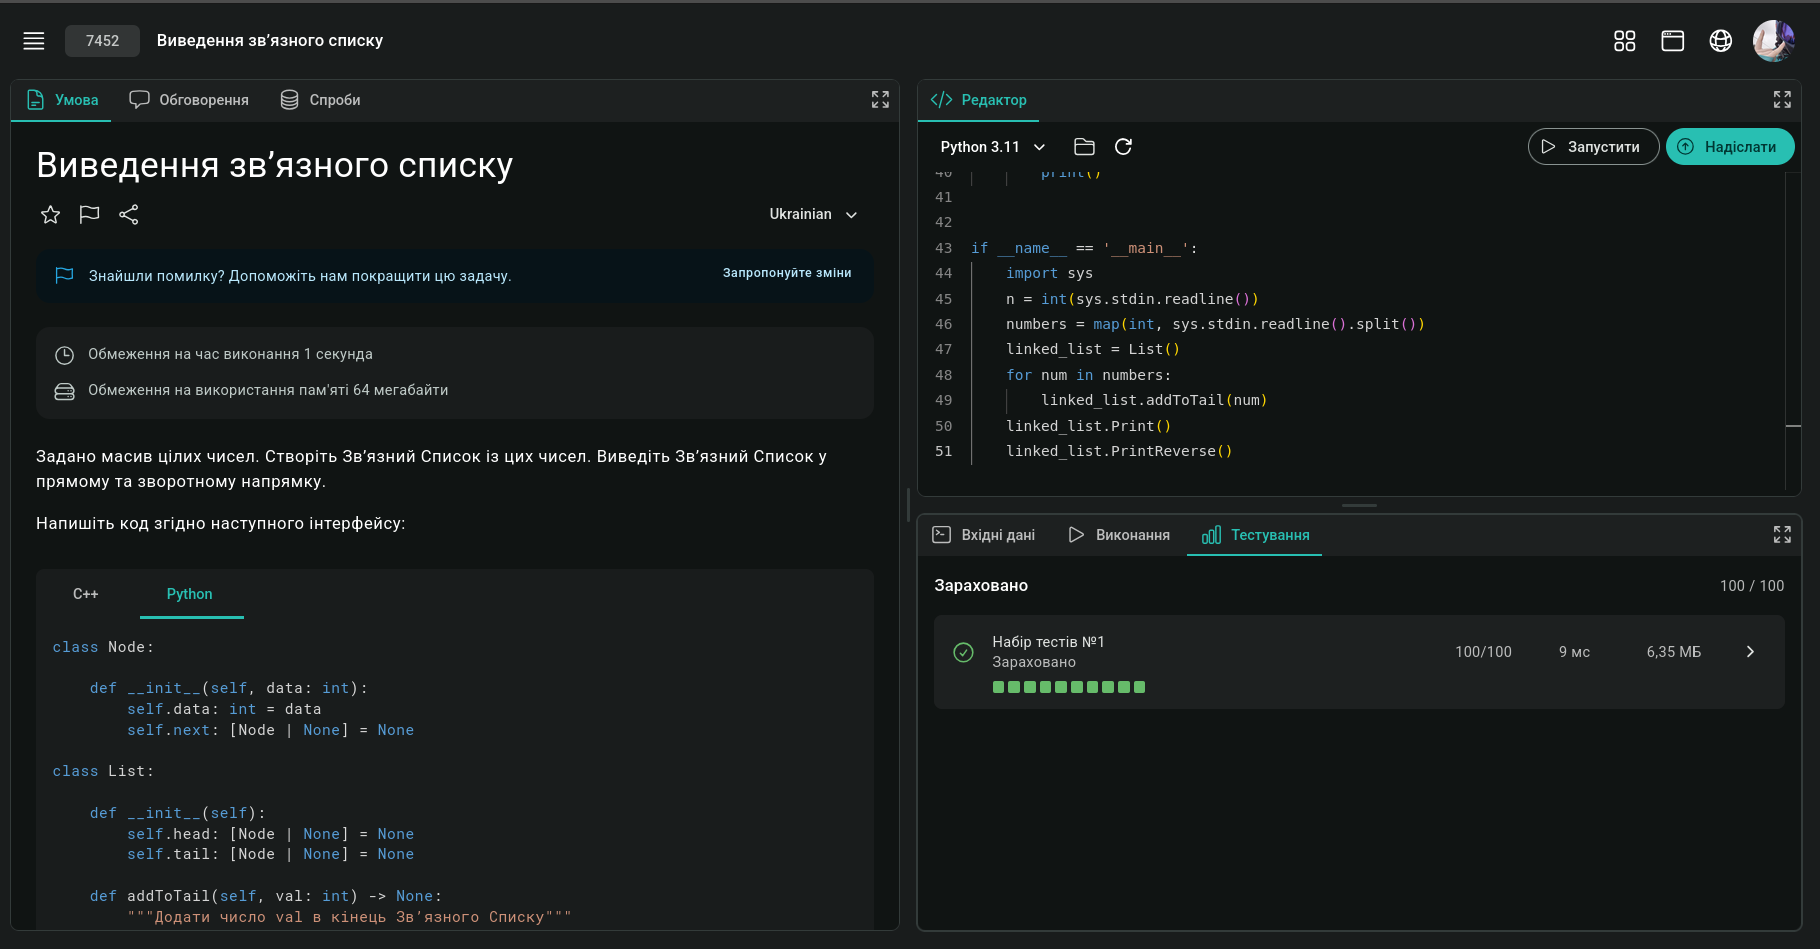 7452
Виведення зв’язного списку
Умова
Обговорення
Спроби
Виведення зв’язного списку
Ukrainian
Знайшли помилку? Допоможіть нам покращити цю задачу.
Запропонуйте зміни
Обмеження на час виконання 1 секунда
Обмеження на використання пам'яті 64 мегабайти
Задано масив цілих чисел. Створіть Зв’язний Список із цих чисел. Виведіть Зв’язний Список у
прямому та зворотному напрямку.
Напишіть код згідно наступного інтерфейсу:
C++
Python
class Node:
def __init__(self, data: int):
self.data: int = data
self.next: [Node | None] = None
class List:
def __init__(self):
self.head: [Node | None] = None
self.tail: [Node | None] = None
def addToTail(self, val: int) -> None:
"""Додати число val в кінець Зв’язного Списку"""
Редактор
Python 3.11
Запустити
Надіслати
40 print()
41
42
43 if __name__ == '__main__':
44 import sys
45 n = int(sys.stdin.readline())
46 numbers = map(int, sys.stdin.readline().split())
47 linked_list = List()
48 for num in numbers:
49 linked_list.addToTail(num)
50 linked_list.Print()
51 linked_list.PrintReverse()
Вхідні дані
Виконання
Тестування
Зараховано
100 / 100
Набір тестів №1
Зараховано
100/100
9 мс
6,35 МБ